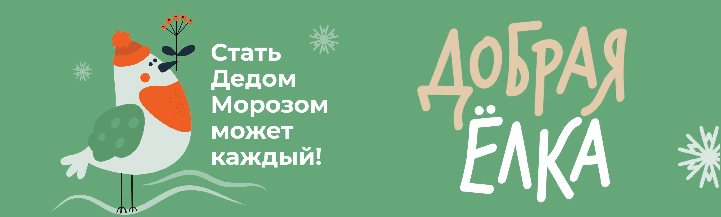 Стать
Дедом
Морозом
может
каждый!
ДОБРАЯ
ЁЛКА